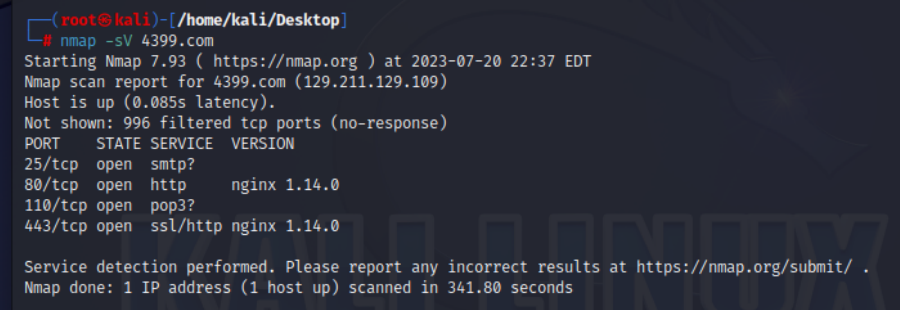 ┌──(root㉿kali)-[/home/kali/Desktop]
└─# nmap -sV 4399.com
Starting Nmap 7.93 ( https://nmap.org ) at 2023-07-20 22:37 EDT
Nmap scan report for 4399.com (129.211.129.109)
Host is up (0.085s latency).
Not shown: 996 filtered tcp ports (no-response)
PORT    STATE SERVICE  VERSION
25/tcp  open  smtp?
80/tcp  open  http     nginx 1.14.0
110/tcp open  pop3?
443/tcp open  ssl/http nginx 1.14.0
Service detection performed. Please report any incorrect results at https://nmap.org/submit/ .
Nmap done: 1 IP address (1 host up) scanned in 341.80 seconds
KALI LINUX